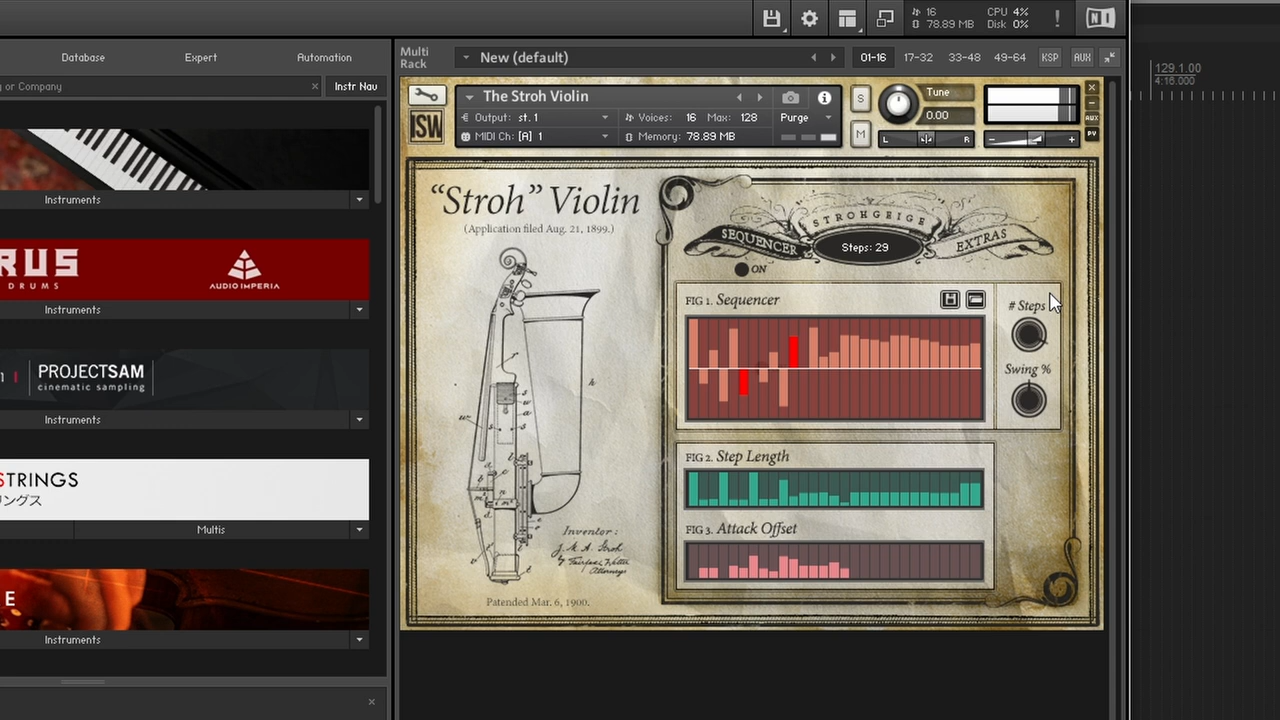 16
CPU 4%
78.89 MB
Disk 0%
!
Database
Expert
Automation
Multi
Rack
New (default)
01-16
17-32
33-48
49-64
KSP
AUX
129.1.00
4:16.000
or Company
×
Instr Nav
The Stroh Violin
S
Tune
×
−
ISW
Output: st. 1
Voices: 16 Max: 128
Purge
0.00
AUX
MIDI Ch: [A] 1
Memory: 78.89 MB
M
L
R
−
+
PV
Instruments
RUS
DRUMS
AUDIO IMPERIA
Instruments
PROJECTSAM
cinematic sampling
Instruments
STRINGS
リングス
Multis
E
Instruments
×
“Stroh” Violin
(Application filed Aug. 21, 1899.)
Inventor:
J. M. A. Stroh
Attorneys
Patented Mar. 6, 1900.
STROHGEIGE
SEQUENCER
Steps: 29
EXTRAS
ON
FIG 1. Sequencer
# Steps
Swing %
FIG 2. Step Length
FIG 3. Attack Offset